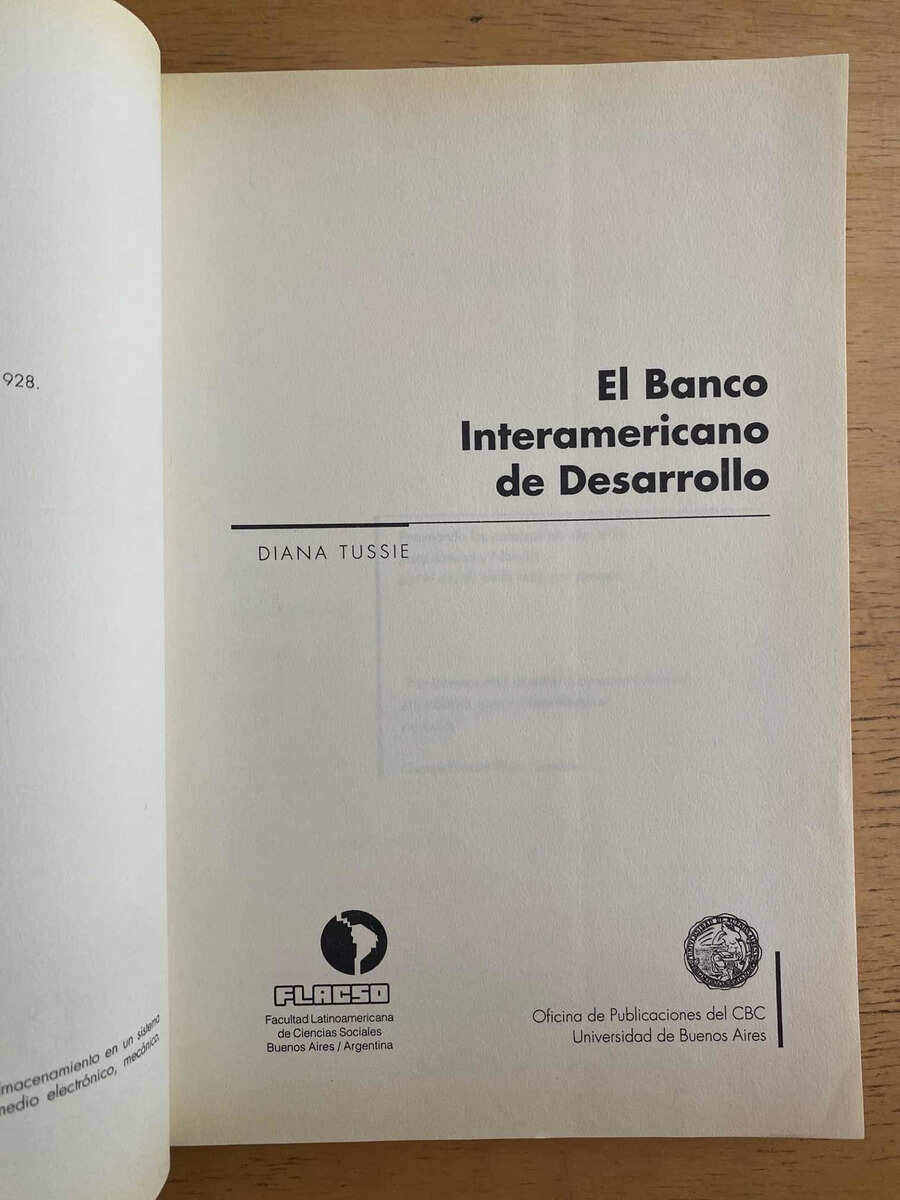 928.
macenamiento en un sistema
medio electrónico, mecánico,
El Banco
Interamericano
de Desarrollo
DIANA TUSSIE
FLACSO
Facultad Latinoamericana
de Ciencias Sociales
Buenos Aires / Argentina
Oficina de Publicaciones del CBC
Universidad de Buenos Aires